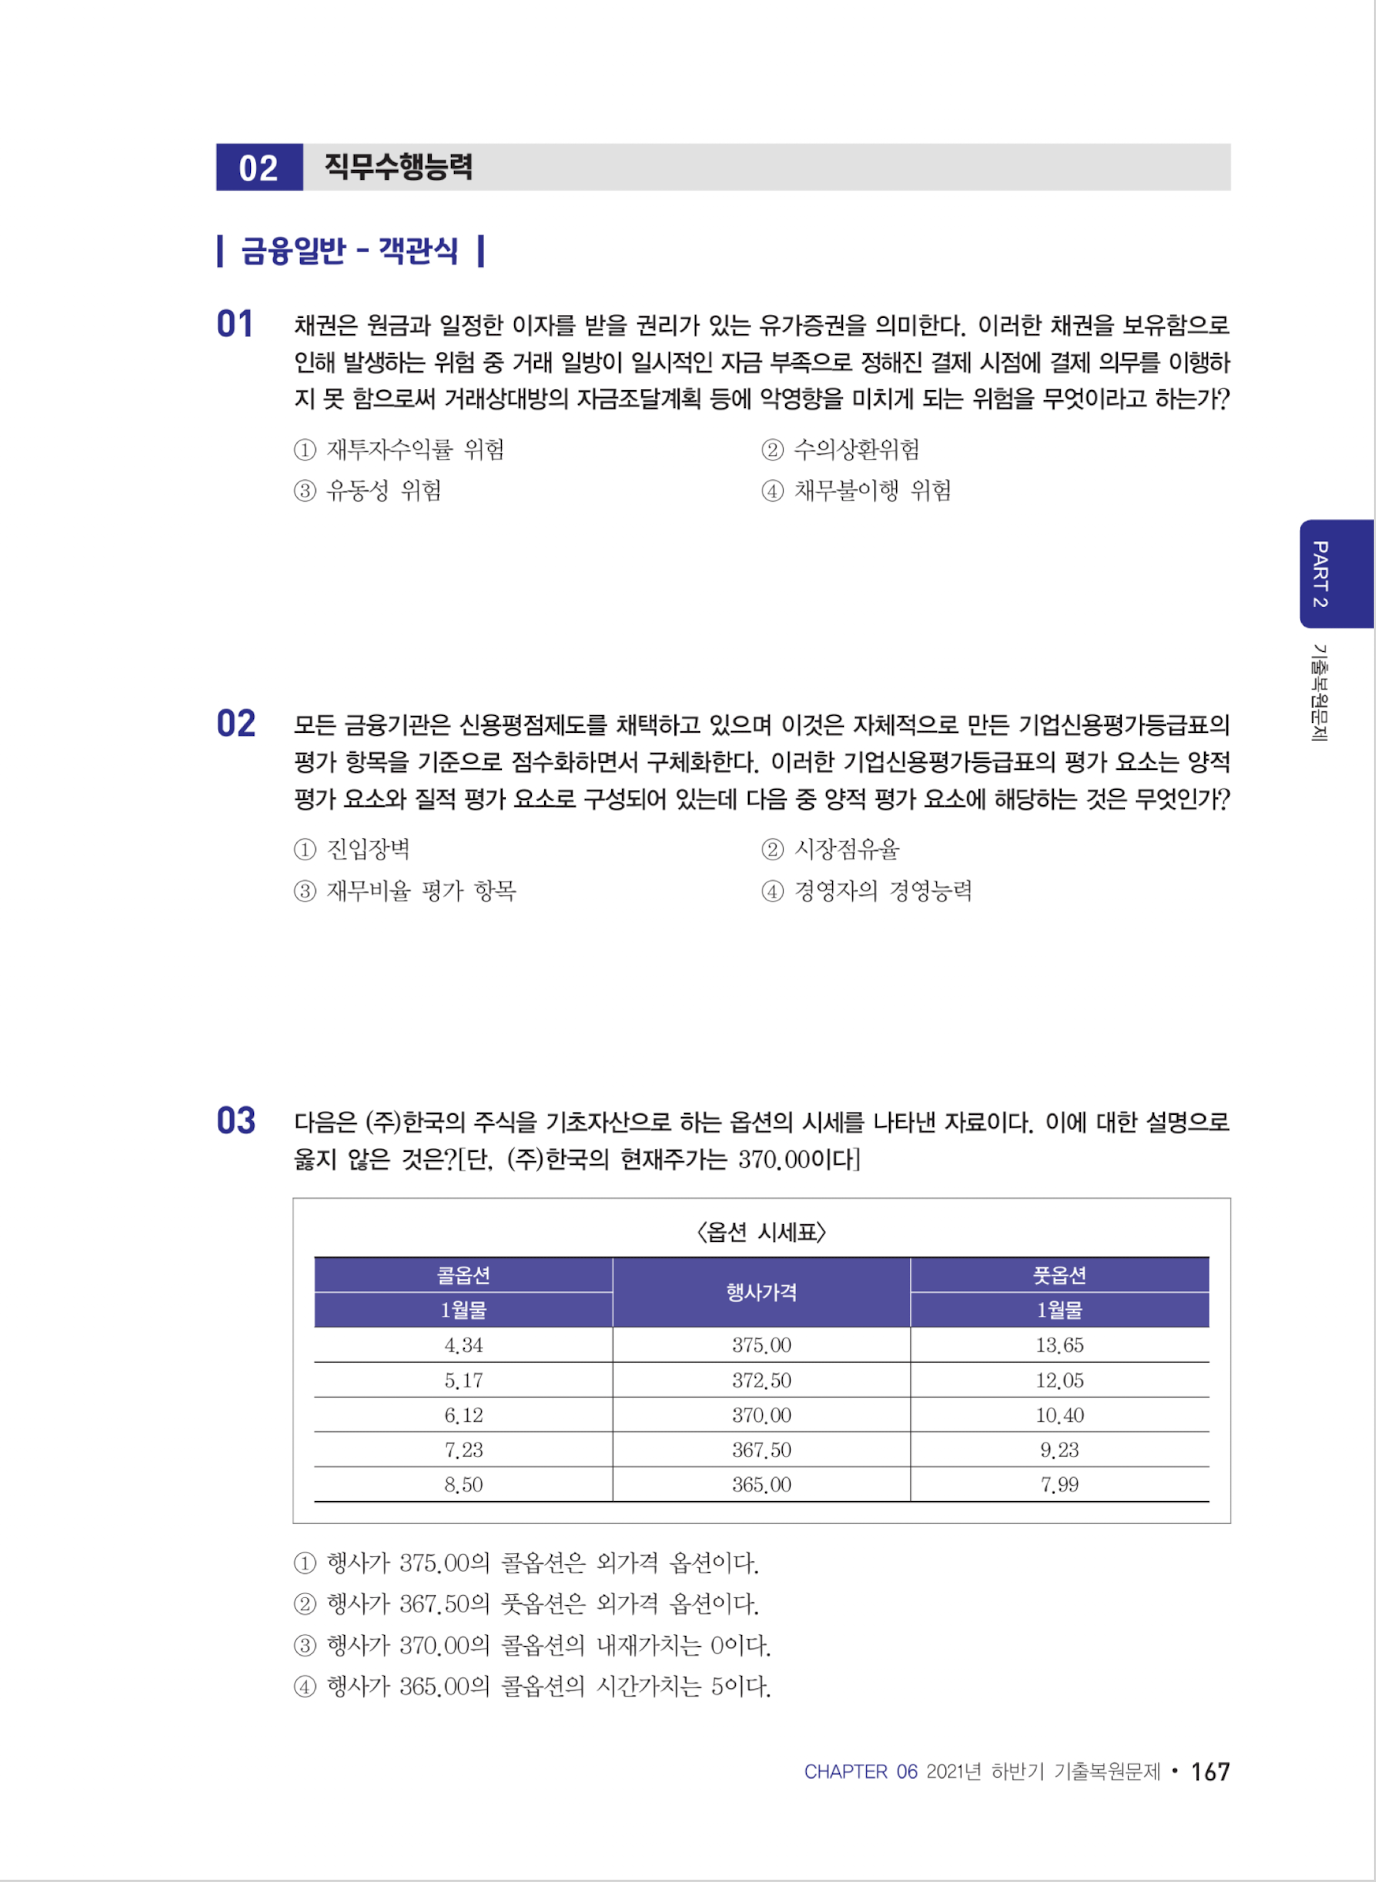 02 직무수행능력
금융일반 - 객관식
01 채권은 원금과 일정한 이자를 받을 권리가 있는 유가증권을 의미한다. 이러한 채권을 보유함으로
인해 발생하는 위험 중 거래 일방이 일시적인 자금 부족으로 정해진 결제 시점에 결제 의무를 이행하
지 못 함으로써 거래상대방의 자금조달계획 등에 악영향을 미치게 되는 위험을 무엇이라고 하는가?
① 재투자수익률 위험 ② 수의상환위험
③ 유동성 위험 ④ 채무불이행 위험
PART 2
기출복원문제
02 모든 금융기관은 신용평점제도를 채택하고 있으며 이것은 자체적으로 만든 기업신용평가등급표의
평가 항목을 기준으로 점수화하면서 구체화한다. 이러한 기업신용평가등급표의 평가 요소는 양적
평가 요소와 질적 평가 요소로 구성되어 있는데 다음 중 양적 평가 요소에 해당하는 것은 무엇인가?
① 진입장벽 ② 시장점유율
③ 재무비율 평가 항목 ④ 경영자의 경영능력
03 다음은 (주)한국의 주식을 기초자산으로 하는 옵션의 시세를 나타낸 자료이다. 이에 대한 설명으로
옳지 않은 것은?[단, (주)한국의 현재주가는 370.00이다]
〈옵션 시세표〉
콜옵션 행사가격 풋옵션
1월물 1월물
4.34 375.00 13.65
5.17 372.50 12.05
6.12 370.00 10.40
7.23 367.50 9.23
8.50 365.00 7.99
① 행사가 375.00의 콜옵션은 외가격 옵션이다.
② 행사가 367.50의 풋옵션은 외가격 옵션이다.
③ 행사가 370.00의 콜옵션의 내재가치는 0이다.
④ 행사가 365.00의 콜옵션의 시간가치는 5이다.
CHAPTER 06 2021년 하반기 기출복원문제 • 167